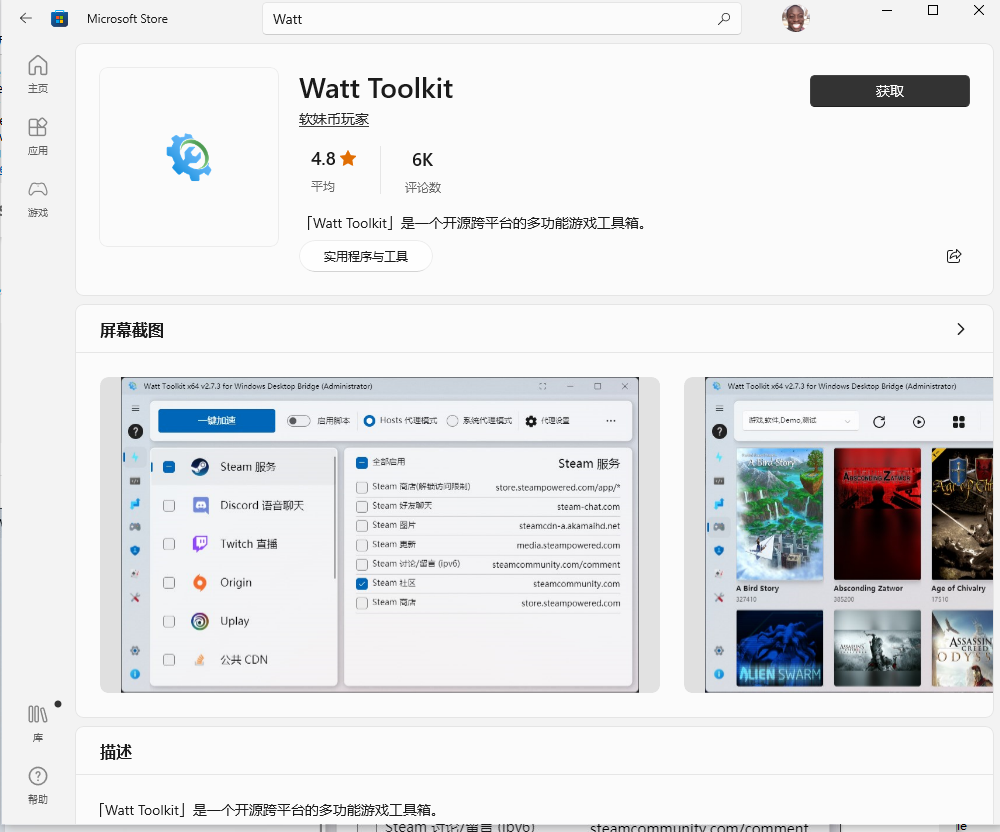 Microsoft Store
Watt
主页
应用
游戏
库
帮助
Watt Toolkit
获取
软妹币玩家
4.8
6K
平均
评论数
「Watt Toolkit」是一个开源跨平台的多功能游戏工具箱。
实用程序与工具
屏幕截图
Watt Toolkit x64 v2.7.3 for Windows Desktop Bridge (Administrator)
一键加速
启用脚本
Hosts 代理模式
系统代理模式
代理设置
Steam 服务
Discord 语音聊天
Twitch 直播
Origin
Uplay
公共 CDN
全部启用
Steam 服务
Steam 商店(解锁访问限制) store.steampowered.com/app/*
Steam 好友聊天 steam-chat.com
Steam 图片 steamcdn-a.akamaihd.net
Steam 更新 media.steampowered.com
Steam 讨论/留言 (ipv6) steamcommunity.com/comment
Steam 社区 steamcommunity.com
Steam 商店 store.steampowered.com
Watt Toolkit x64 v2.7.3 for Windows Desktop Bridge (Administrator)
游戏,软件,Demo,测试
A Bird Story
ABSCONDING ZATWOR
A Bird Story
327410
Absconding Zatwor
385200
Age of Chivalry
17510
ALIEN SWARM
描述
「Watt Toolkit」是一个开源跨平台的多功能游戏工具箱。
Steam 讨论/留言 (ipv6)
steamcommunity.com/comment